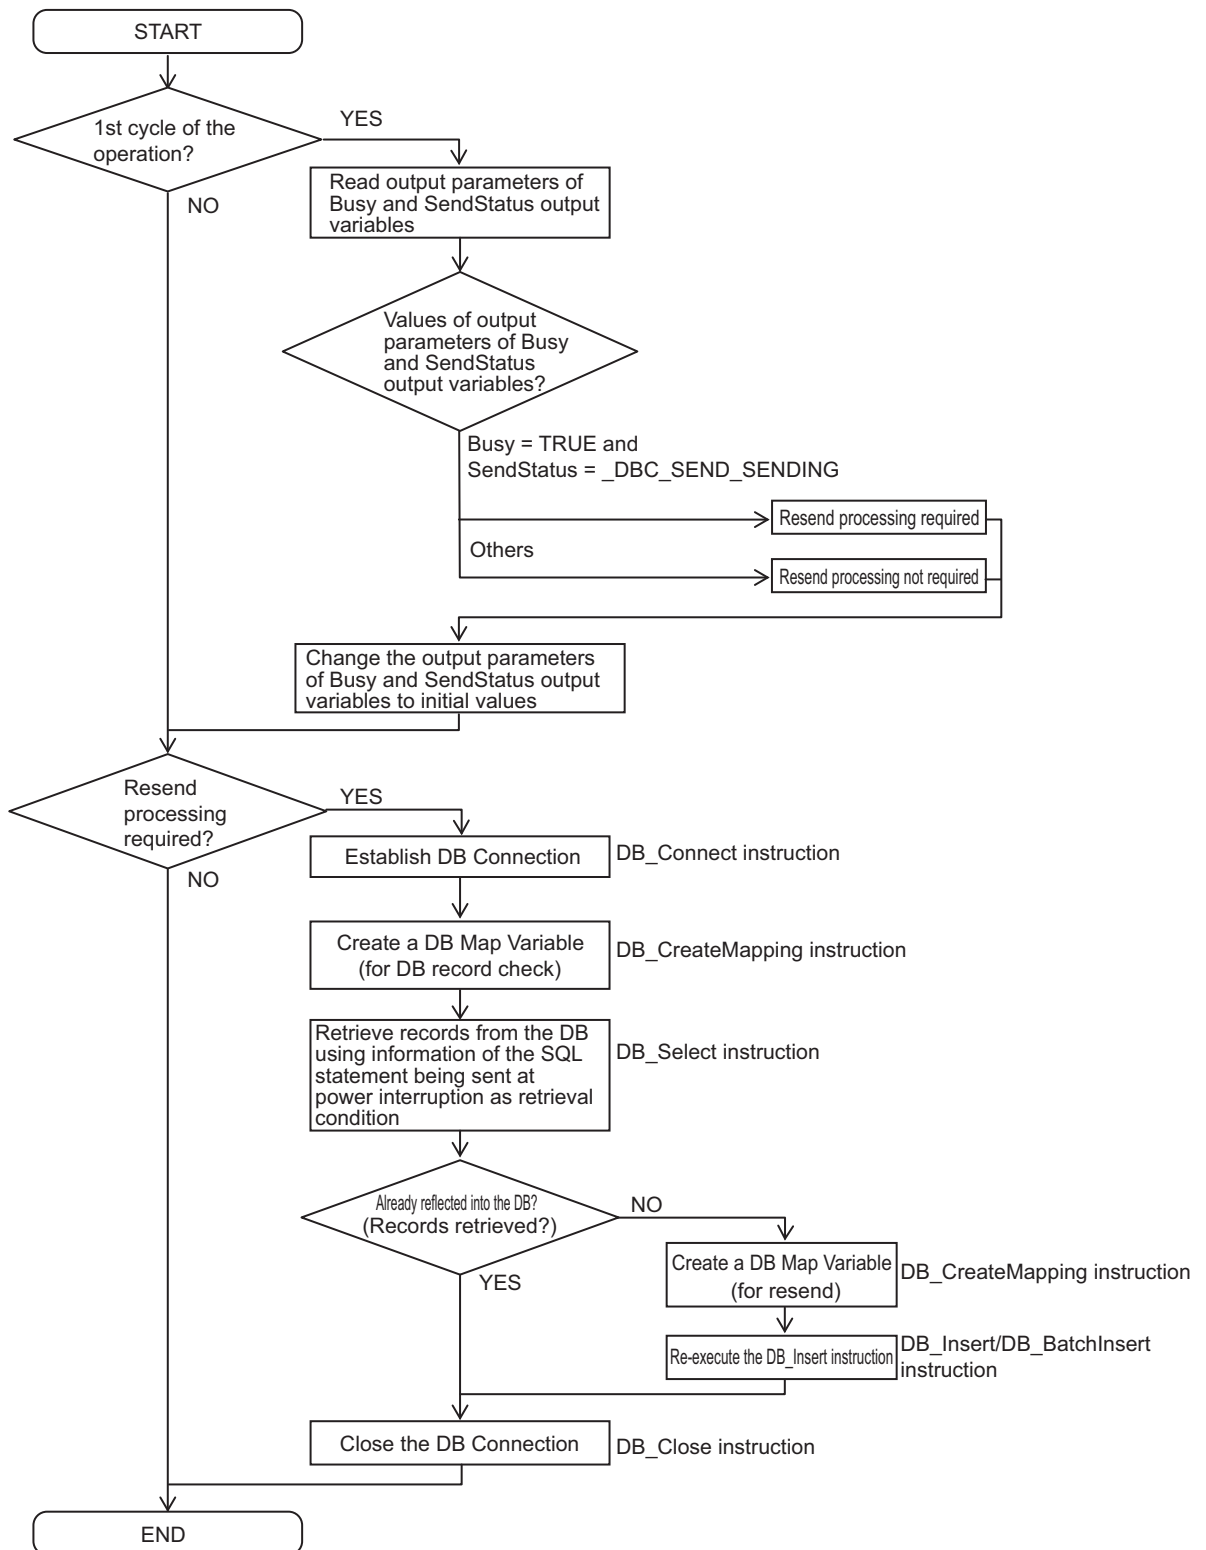 START
1st cycle of the
operation?
YES
NO
Read output parameters of
Busy and SendStatus output
variables
Values of output
parameters of Busy
and SendStatus
output variables?
Busy = TRUE and
SendStatus = _DBC_SEND_SENDING
Resend processing required
Others
Resend processing not required
Change the output parameters
of Busy and SendStatus output
variables to initial values
Resend
processing
required?
YES
NO
Establish DB Connection
DB_Connect instruction
Create a DB Map Variable
(for DB record check)
DB_CreateMapping instruction
Retrieve records from the DB
using information of the SQL
statement being sent at
power interruption as retrieval
condition
DB_Select instruction
Already reflected into the DB?
(Records retrieved?)
NO
YES
Create a DB Map Variable
(for resend)
DB_CreateMapping instruction
Re-execute the DB_Insert instruction
DB_Insert/DB_BatchInsert
instruction
Close the DB Connection
DB_Close instruction
END